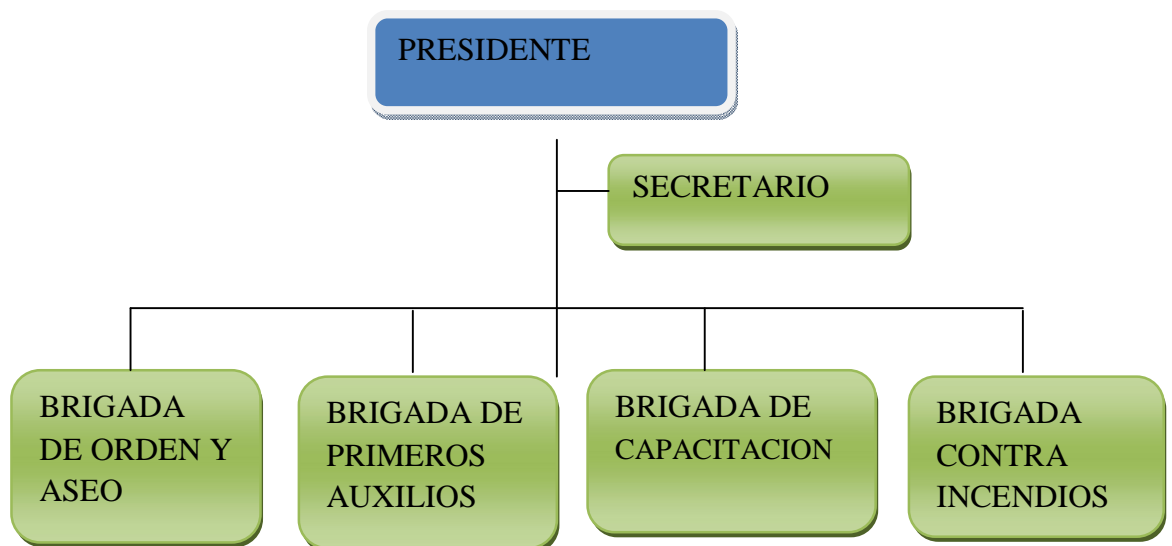 PRESIDENTE
SECRETARIO
BRIGADA
DE ORDEN Y
ASEO
BRIGADA DE
PRIMEROS
AUXILIOS
BRIGADA DE
CAPACITACION
BRIGADA
CONTRA
INCENDIOS